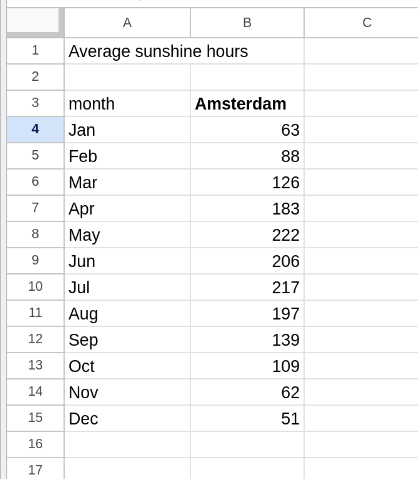 A B C
1 Average sunshine hours
2
3 month Amsterdam
4 Jan 63
5 Feb 88
6 Mar 126
7 Apr 183
8 May 222
9 Jun 206
10 Jul 217
11 Aug 197
12 Sep 139
13 Oct 109
14 Nov 62
15 Dec 51
16
17